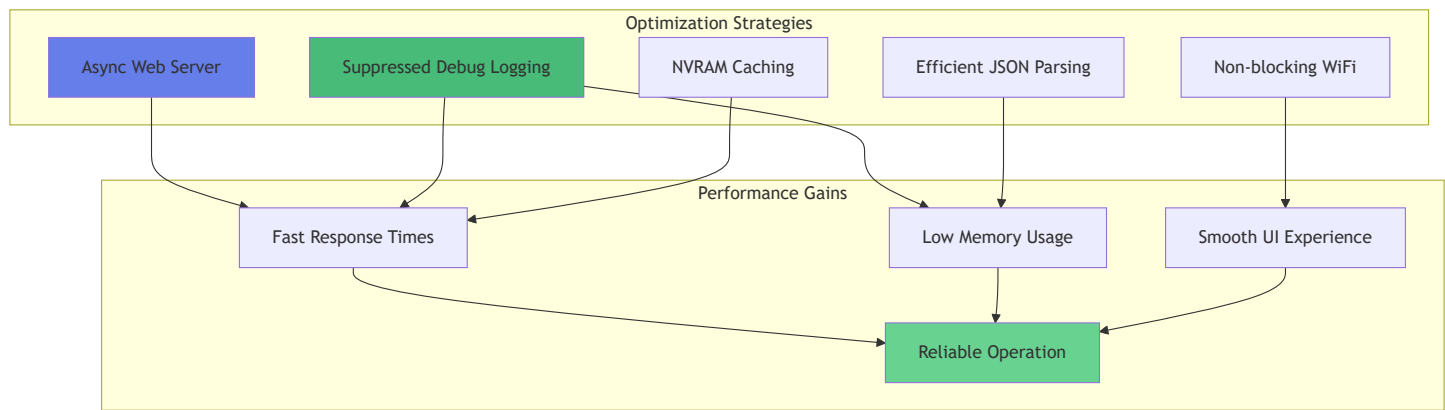 Optimization Strategies
Async Web Server
Suppressed Debug Logging
NVRAM Caching
Efficient JSON Parsing
Non-blocking WiFi
Performance Gains
Fast Response Times
Low Memory Usage
Smooth UI Experience
Reliable Operation